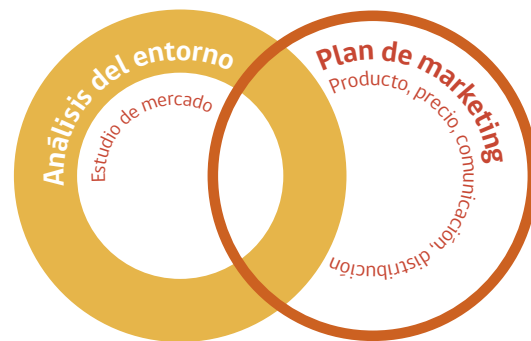 Análisis del entorno
Estudio de mercado
Plan de marketing
Producto, precio, comunicación, distribución